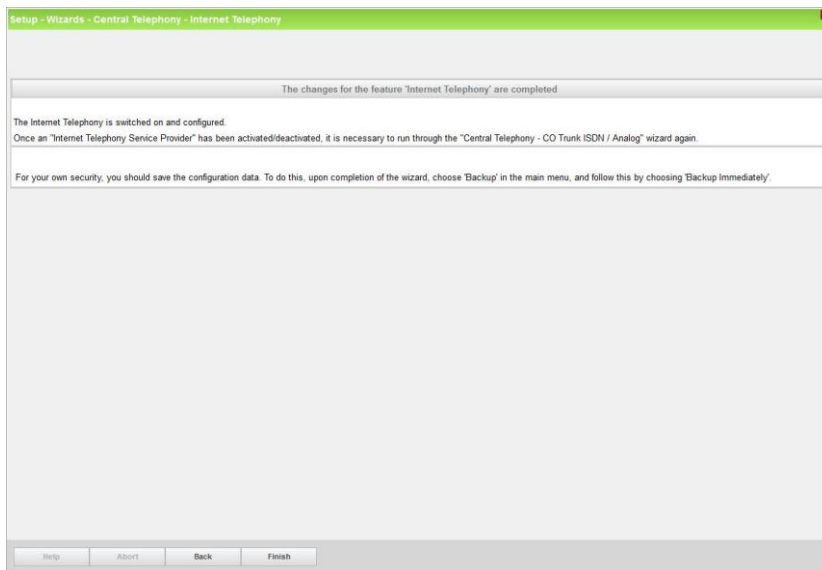 Setup - Wizards - Central Telephony - Internet Telephony
The changes for the feature 'Internet Telephony' are completed
The Internet Telephony is switched on and configured.
Once an "Internet Telephony Service Provider" has been activated/deactivated, it is necessary to run through the "Central Telephony - CO Trunk ISDN / Analog" wizard again.
For your own security, you should save the configuration data. To do this, upon completion of the wizard, choose 'Backup' in the main menu, and follow this by choosing 'Backup Immediately'.
Help Abort Back Finish